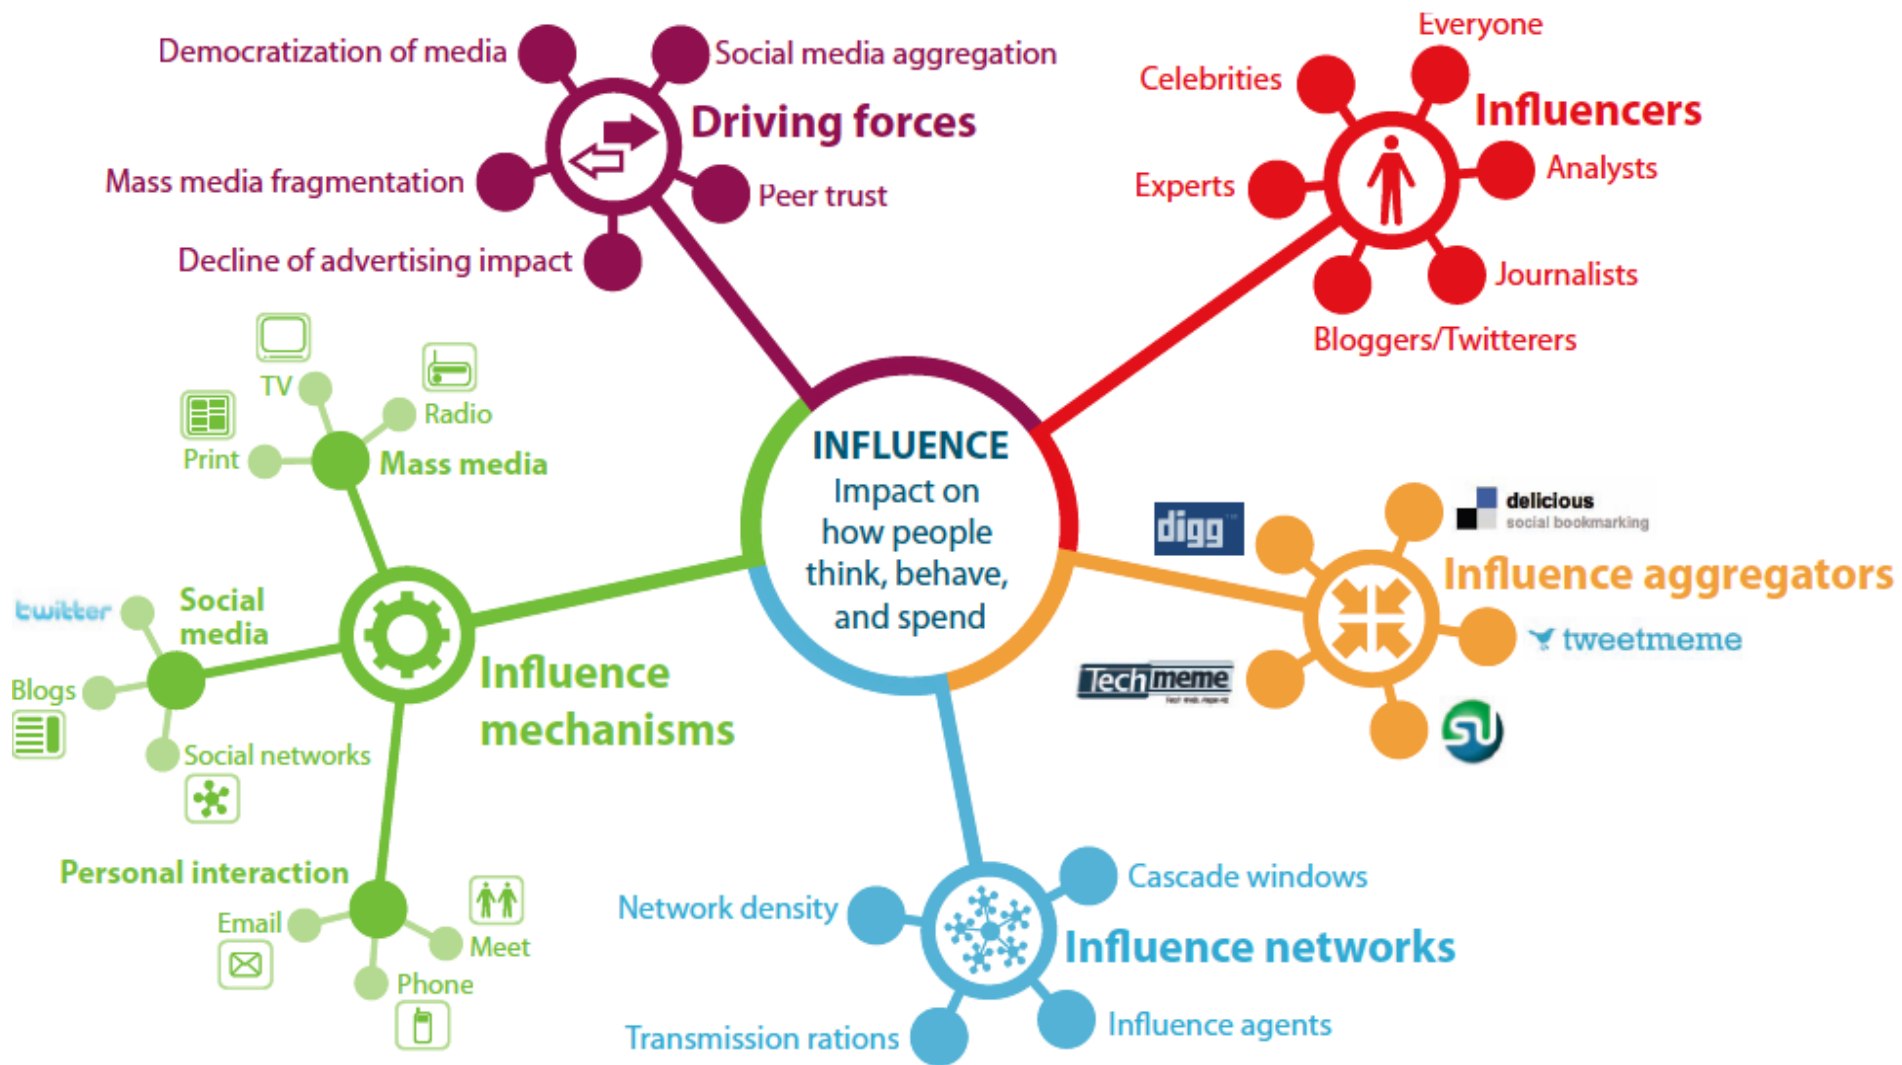 Democratization of media
Social media aggregation
Driving forces
Mass media fragmentation
Peer trust
Decline of advertising impact
Everyone
Celebrities
Influencers
Analysts
Experts
Journalists
Bloggers/Twitterers
TV
Radio
Print
Mass media
INFLUENCE
Impact on
how people
think, behave,
and spend
digg
delicious
social bookmarking
Influence aggregators
tweetmeme
Techmeme
SU
twitter
Social
media
Blogs
Social networks
Influence
mechanisms
Personal interaction
Email
Meet
Phone
Network density
Cascade windows
Influence networks
Transmission rations
Influence agents